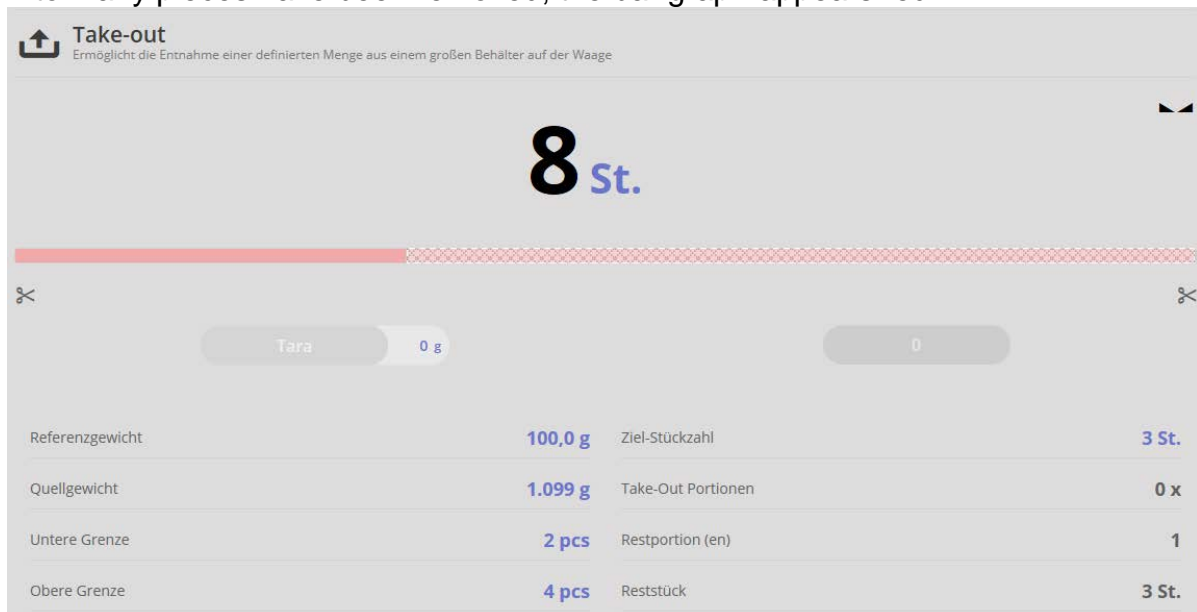 Take-out
Ermöglicht die Entnahme einer definierten Menge aus einem großen Behälter auf der Waage
8 St.
Tara 0 g 0
Referenzgewicht 100,0 g Ziel-Stückzahl 3 St.
Quellgewicht 1.099 g Take-Out Portionen 0 x
Untere Grenze 2 pcs Restportion (en) 1
Obere Grenze 4 pcs Reststück 3 St.